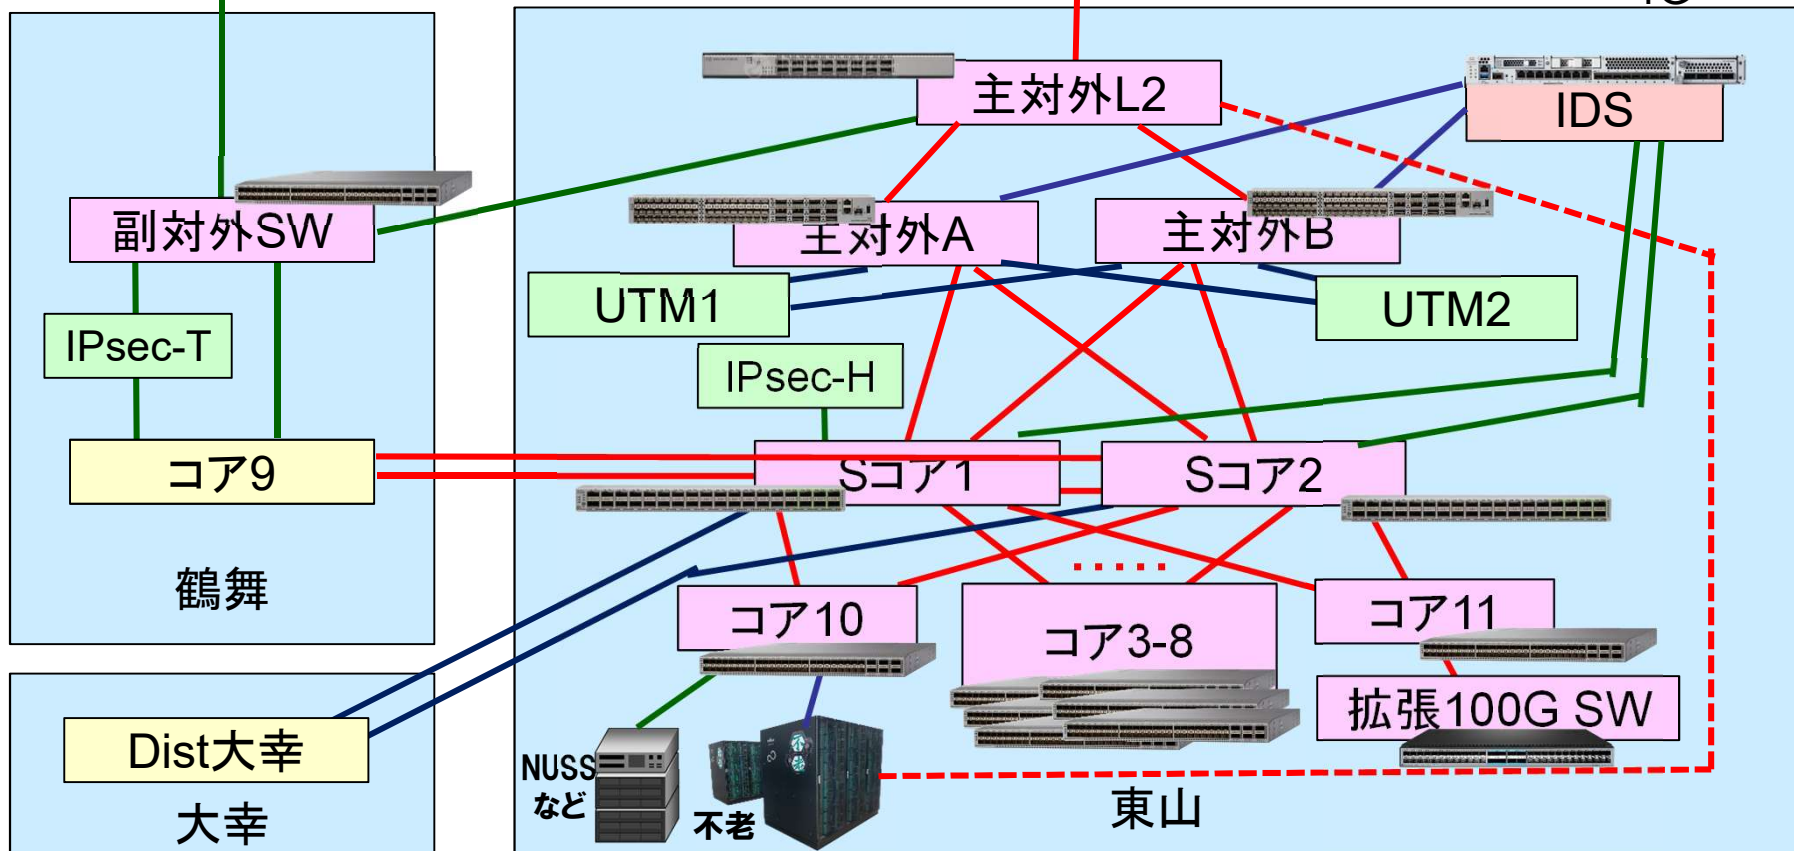 主対外L2
IDS
副対外SW
主対外A
主対外B
UTM1
UTM2
IPsec-T
IPsec-H
コア9
Sコア1
Sコア2
鶴舞
コア10
コア3-8
コア11
拡張100G SW
Dist大幸
NUSS
など
不老
東山
大幸